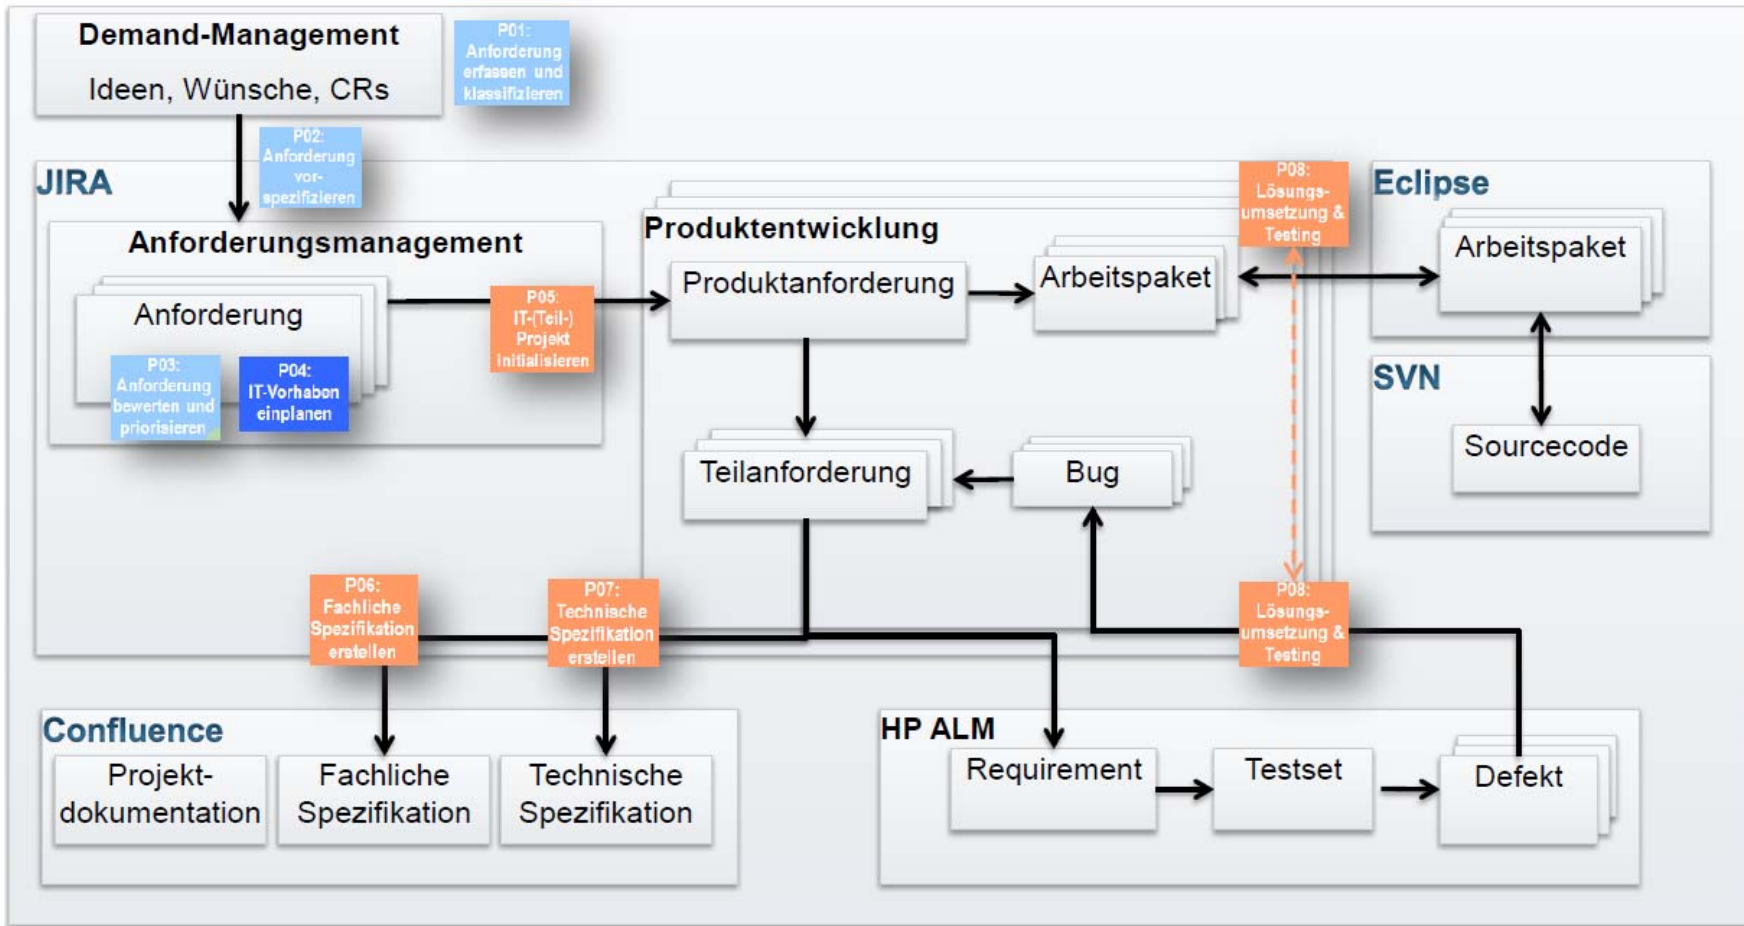 Demand-Management
Ideen, Wünsche, CRs
P01:
Anforderung
erfassen und
klassifizieren
P02:
Anforderung
vor-
spezifizieren
JIRA
Anforderungsmanagement
Anforderung
P03:
Anforderung
bewerten und
priorisieren
P04:
IT-Vorhaben
einplanen
P05:
IT-(Teil-)
Projekt
initialisieren
Produktentwicklung
Produktanforderung
Arbeitspaket
P08:
Lösungs-
umsetzung &
Testing
Eclipse
Arbeitspaket
SVN
Sourcecode
Teilanforderung
Bug
P06:
Fachliche
Spezifikation
erstellen
P07:
Technische
Spezifikation
erstellen
P08:
Lösungs-
umsetzung &
Testing
Confluence
Projekt-
dokumentation
Fachliche
Spezifikation
Technische
Spezifikation
HP ALM
Requirement
Testset
Defekt